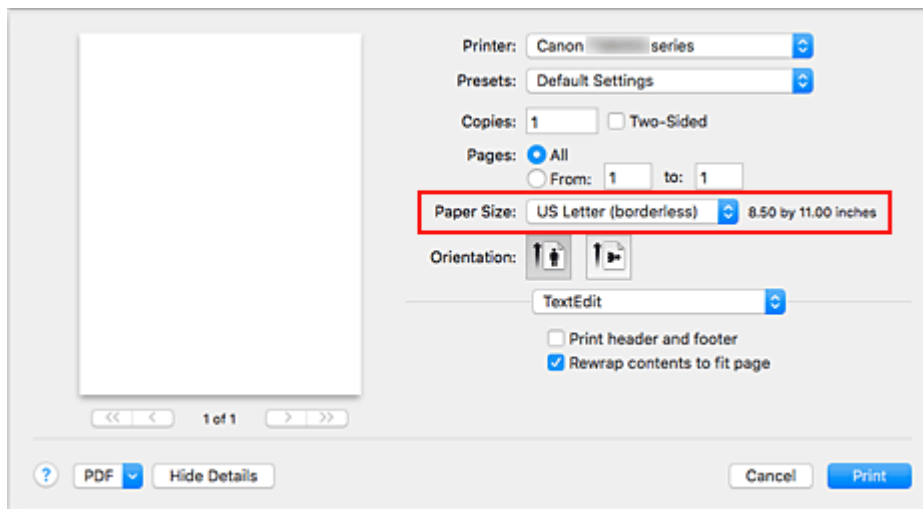 Printer: Canon series
Presets: Default Settings
Copies: 1 Two-Sided
Pages: All
From: 1 to: 1
Paper Size: US Letter (borderless) 8.50 by 11.00 inches
Orientation:
TextEdit
Print header and footer
Rewrap contents to fit page
<< < 1 of 1 > >>
? PDF Hide Details Cancel Print